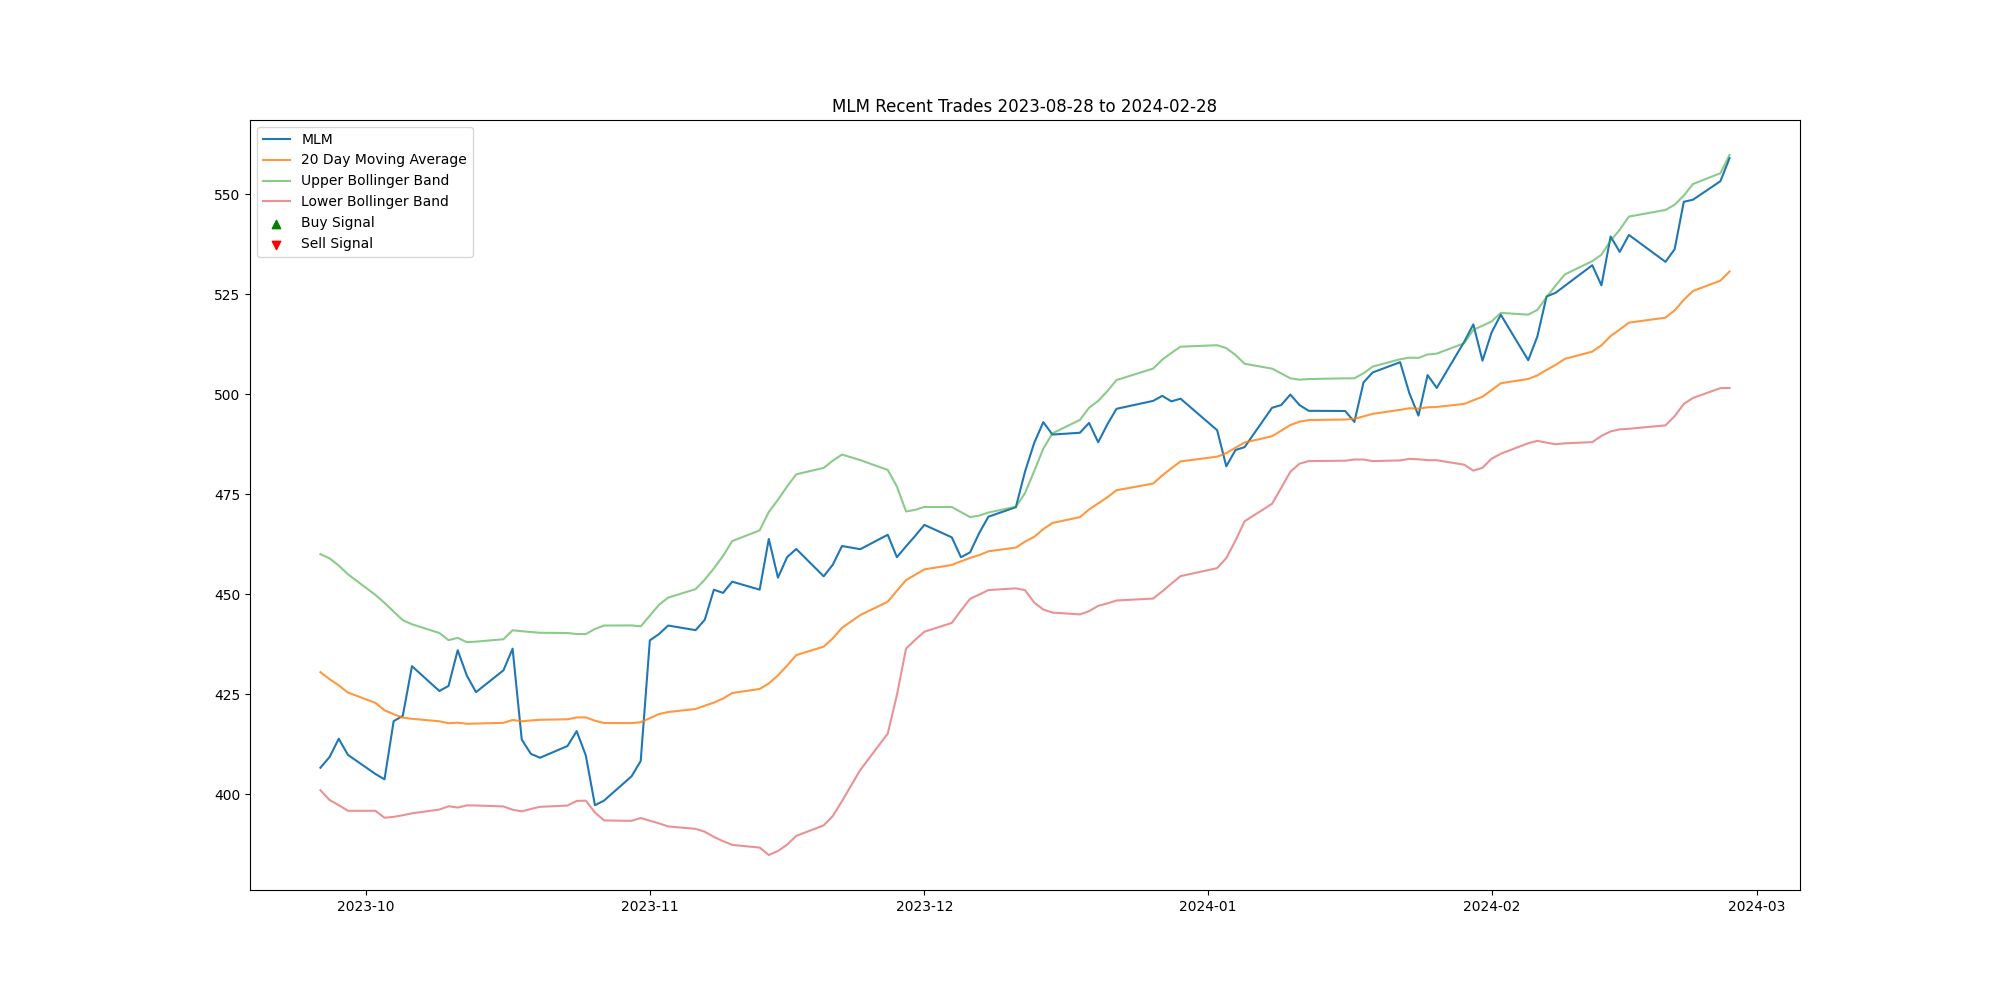 MLM Recent Trades 2023-08-28 to 2024-02-28
MLM
20 Day Moving Average
Upper Bollinger Band
Lower Bollinger Band
Buy Signal
Sell Signal
550
525
500
475
450
425
400
2023-10
2023-11
2023-12
2024-01
2024-02
2024-03